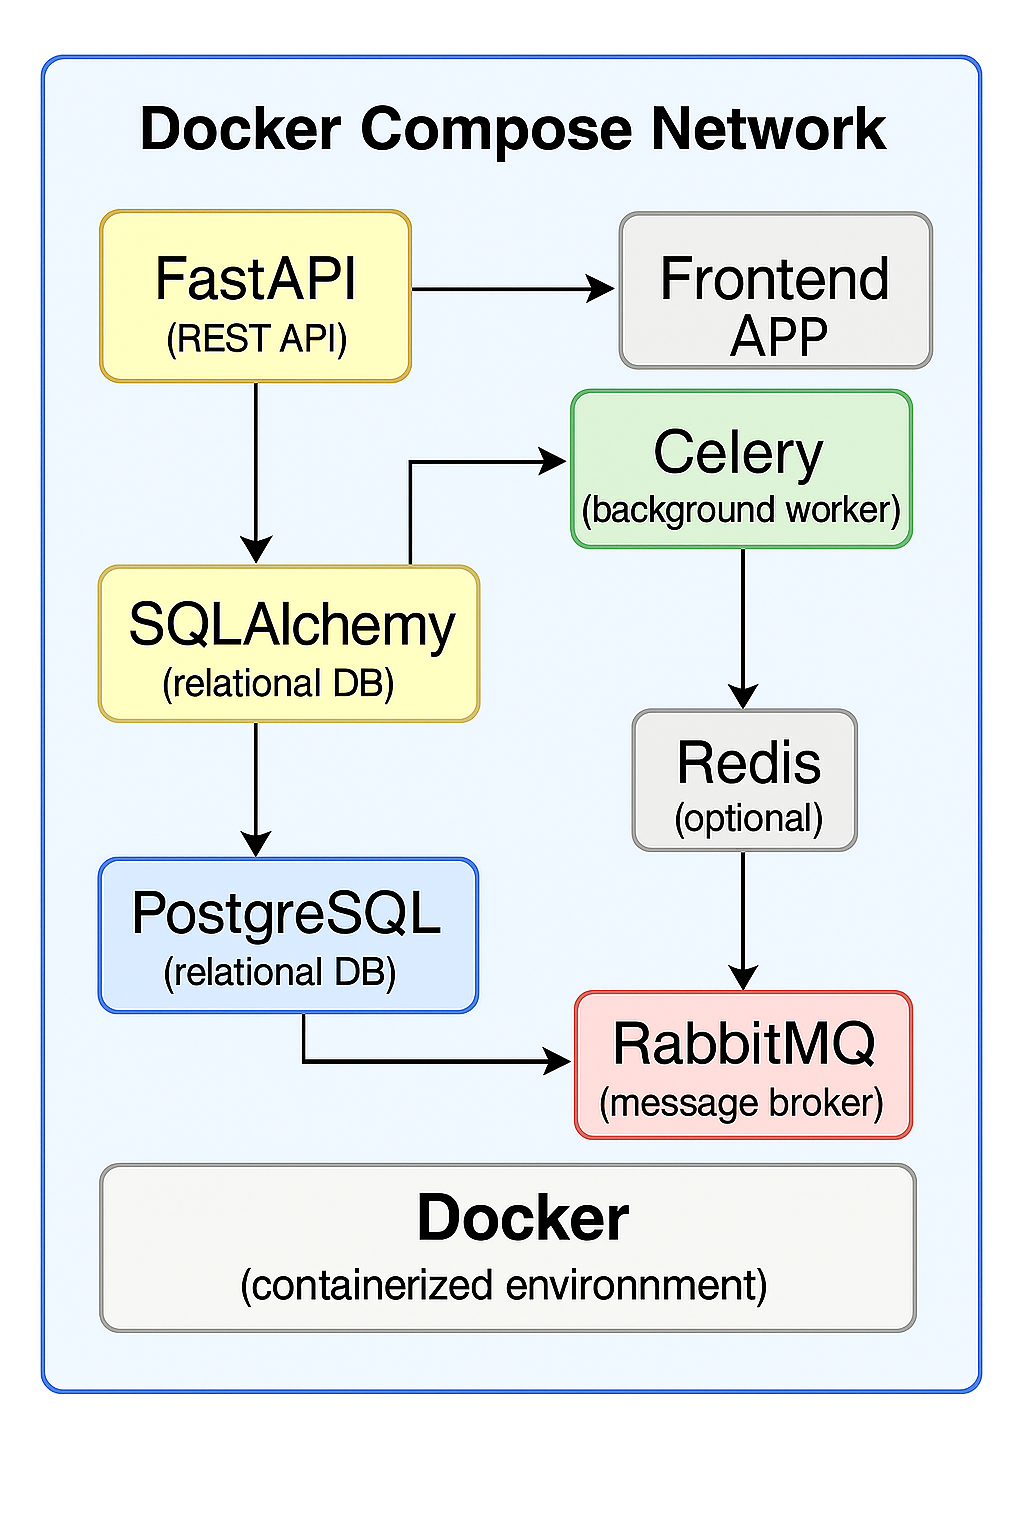 Docker Compose Network
FastAPI
(REST API)
Frontend
APP
Celery
(background worker)
SQLAlchemy
(relational DB)
Redis
(optional)
PostgreSQL
(relational DB)
RabbitMQ
(message broker)
Docker
(containerized environnment)